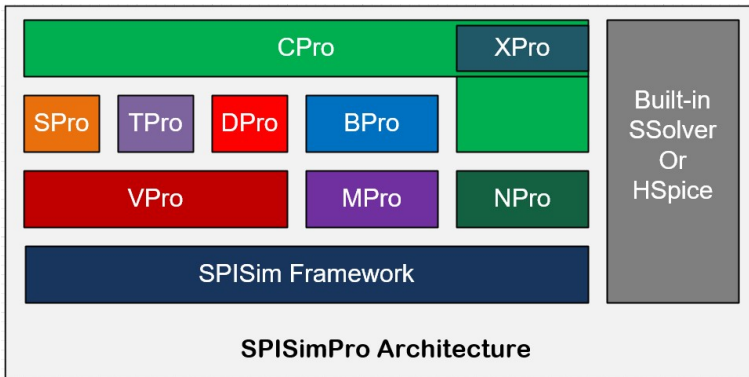 CPro
XPro
SPro
TPro
DPro
BPro
Built-in
SSolver
Or
HSpice
VPro
MPro
NPro
SPISim Framework
SPISimPro Architecture